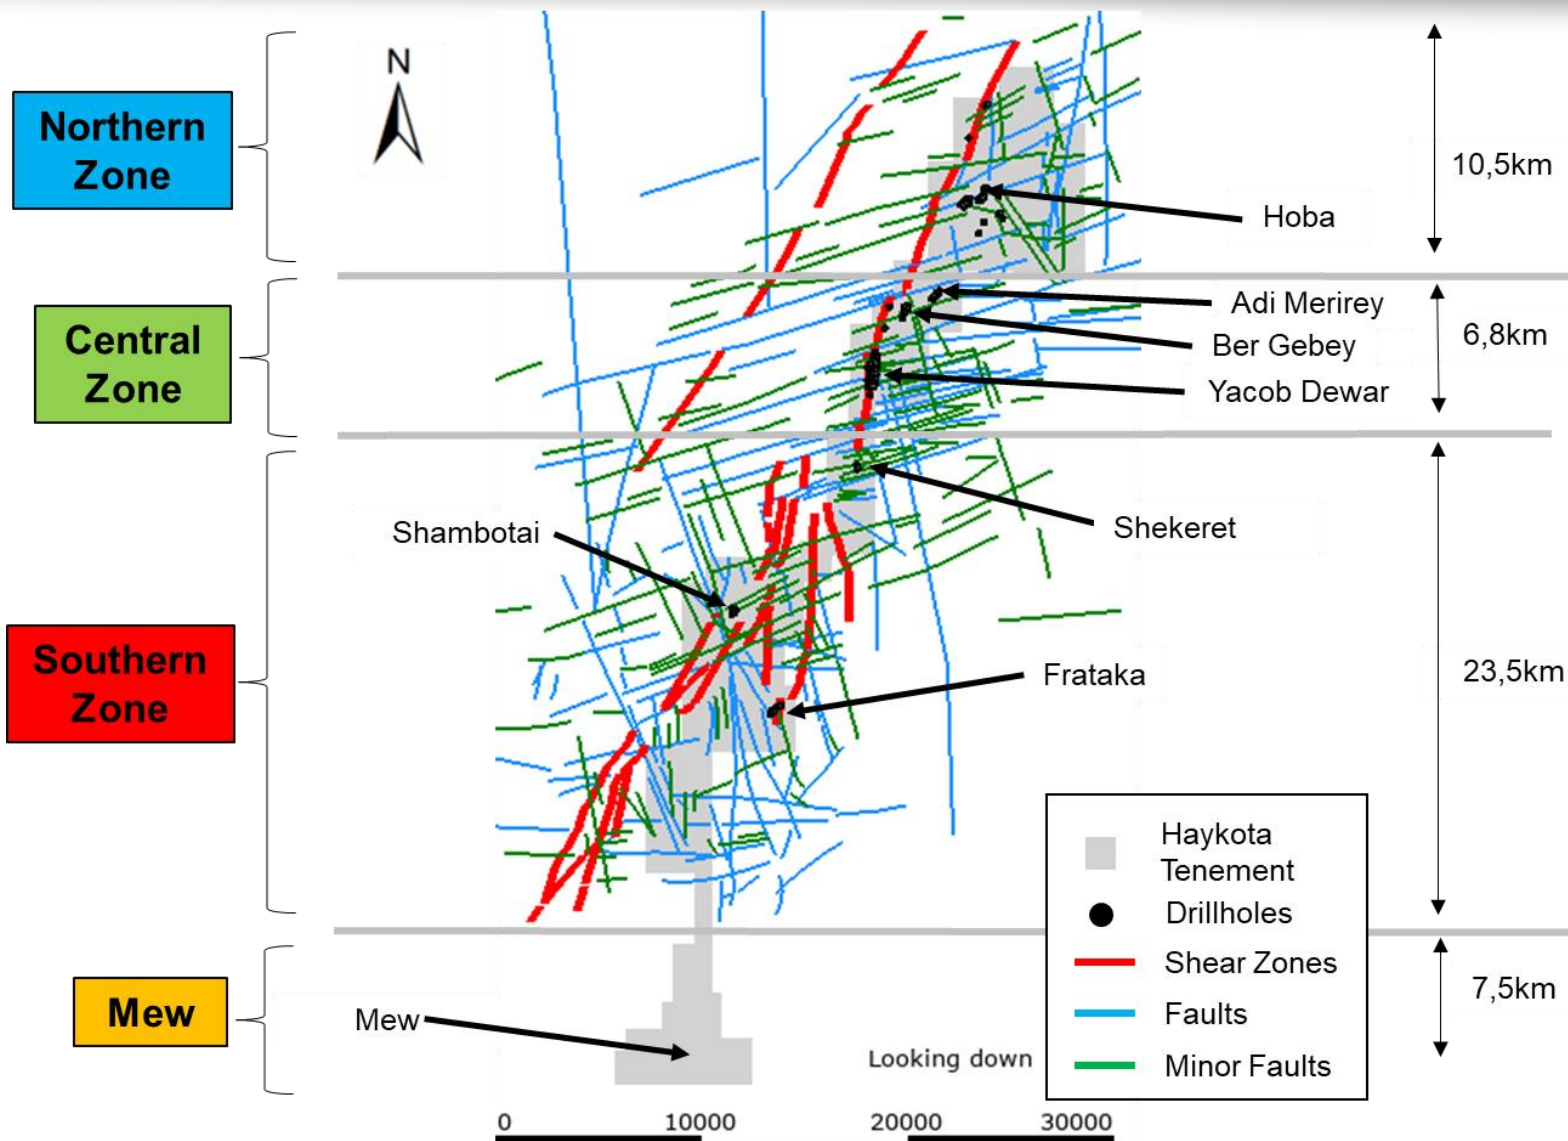 N
Northern
Zone
10,5km
Hoba
Central
Zone
Adi Merirey
Ber Gebey
Yacob Dewar
6,8km
Shambotai
Shekeret
Southern
Zone
Frataka
23,5km
Haykota
Tenement
Drillholes
Shear Zones
Faults
Minor Faults
Mew
Mew
7,5km
Looking down
0 10000 20000 30000